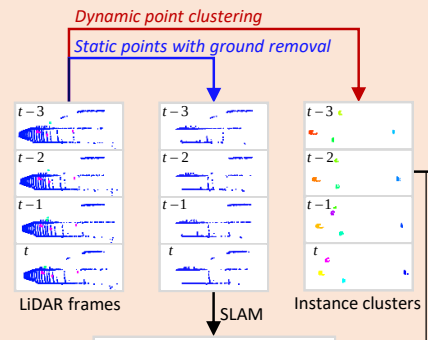 Dynamic point clustering
Static points with ground removal
t−3
t−3
t−3
t−2
t−2
t−2
t−1
t−1
t−1
t
t
t
LiDAR frames
SLAM
Instance clusters